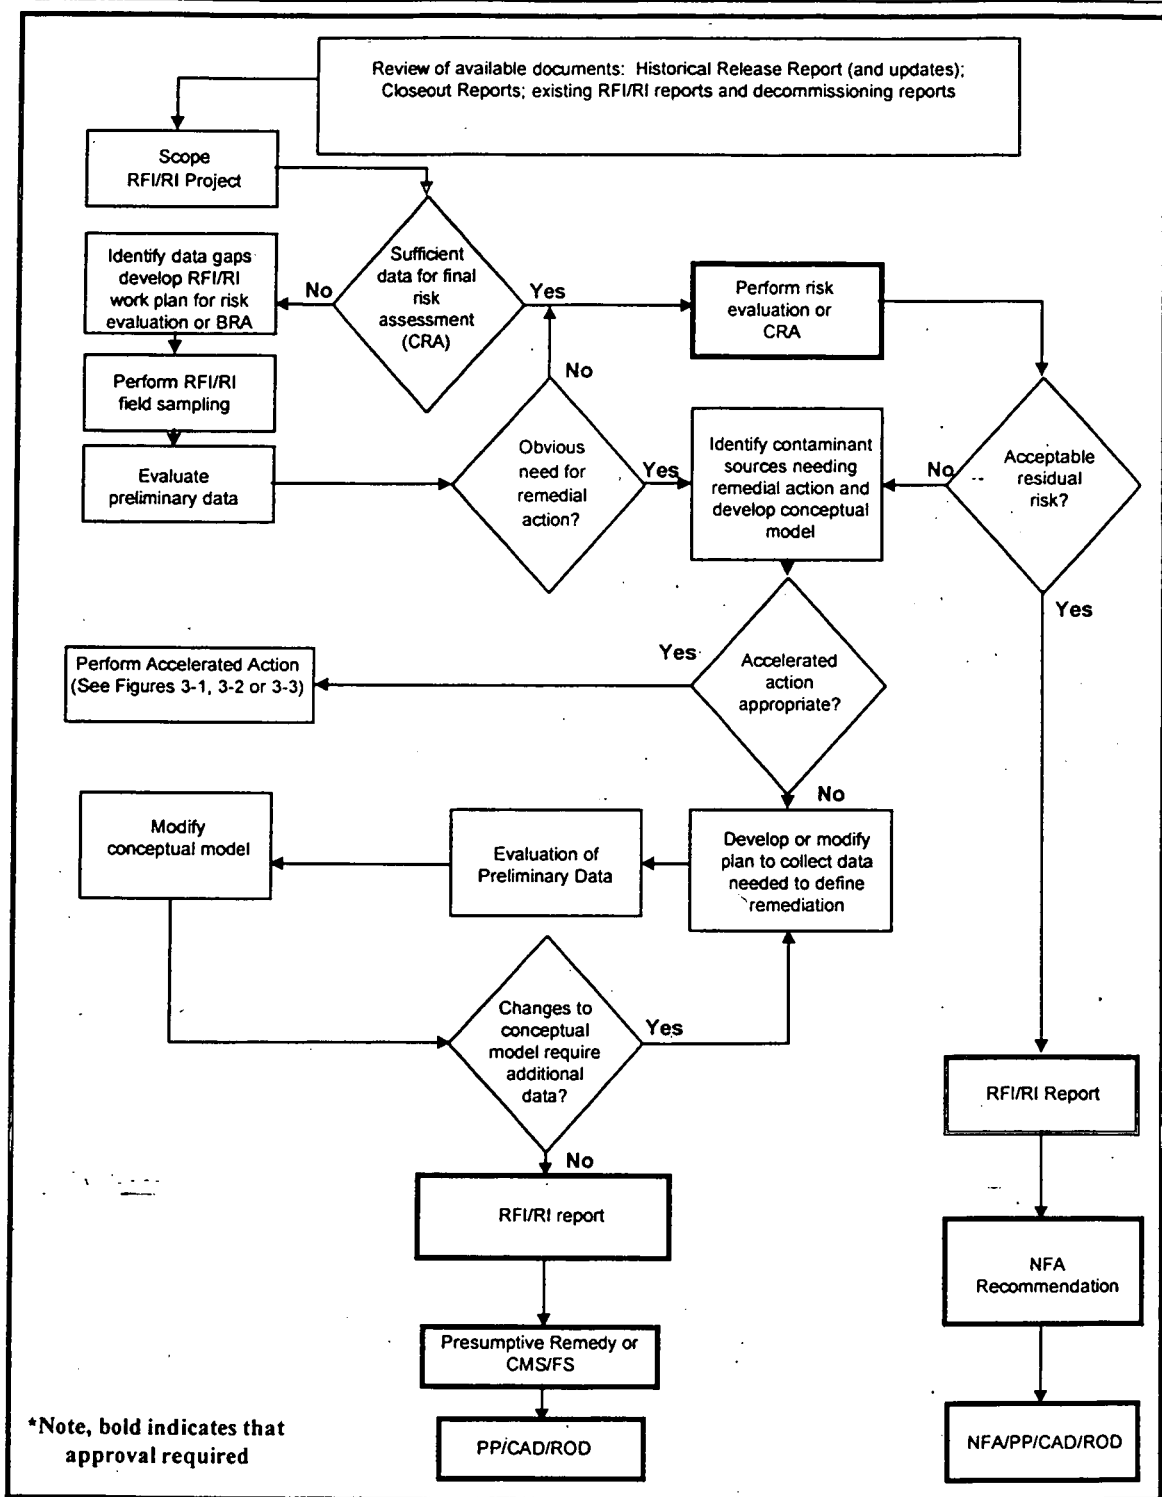 Review of available documents: Historical Release Report (and updates);
Closeout Reports; existing RFI/RI reports and decommissioning reports
Scope
RFI/RI Project
Identify data gaps
develop RFI/RI
work plan for risk
evaluation or BRA
No
Sufficient
data for final
risk
assessment
(CRA)
Yes
Perform risk
evaluation or
CRA
Perform RFI/RI
field sampling
No
Evaluate
preliminary data
Obvious
need for
remedial
action?
Yes
Identify contaminant
sources needing
remedial action and
develop conceptual
model
No
Acceptable
residual
risk?
Yes
Perform Accelerated Action
(See Figures 3-1, 3-2 or 3-3)
Yes
Accelerated
action
appropriate?
No
Modify
conceptual model
Evaluation of
Preliminary Data
Develop or modify
plan to collect data
needed to define
remediation
Changes to
conceptual
model require
additional
data?
Yes
No
RFI/RI Report
RFI/RI report
NFA
Recommendation
Presumptive Remedy or
CMS/FS
*Note, bold indicates that
approval required
PP/CAD/ROD
NFA/PP/CAD/ROD